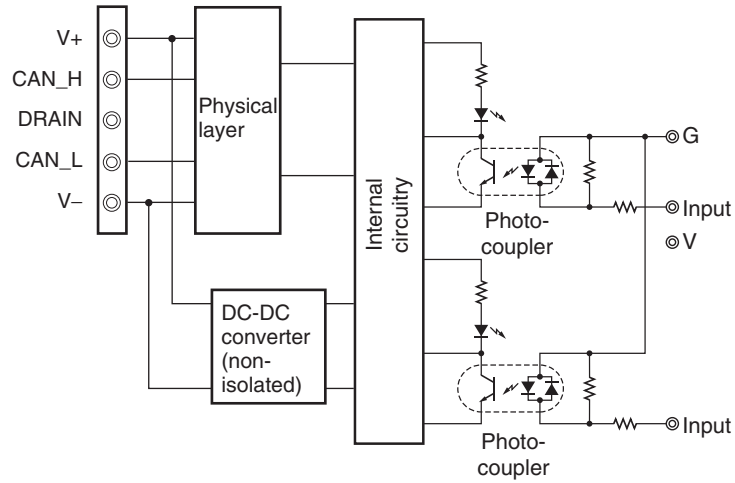 V+
CAN_H
DRAIN
CAN_L
V–
Physical
layer
DC-DC
converter
(non-
isolated)
Internal
circuitry
G
Input
V
Photo-
coupler
Input
Photo-
coupler